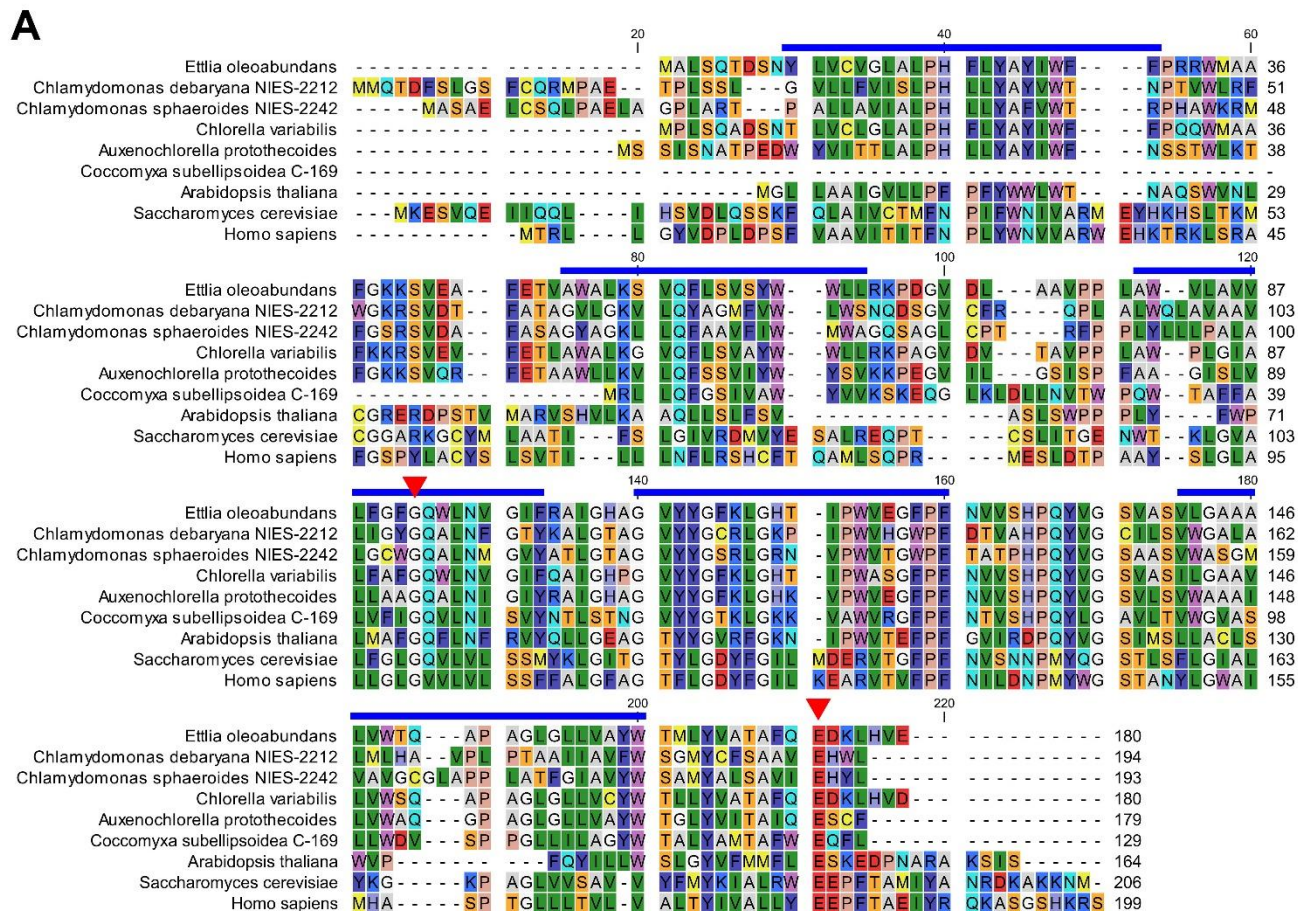 A
20 40 60
Ettlia oleoabundans ---------- ---------- MALSQTDSNY LVCVGLALPH FLYAYIWF-- --FPRRWMAA 36
Chlamydomonas debaryana NIES-2212 MMQTDFSLGS FCQRMPAE-- TPLSSL---G VLLFVISLPH LLYAYVWT-- --NPTVWLRF 51
Chlamydomonas sphaeroides NIES-2242 -----MASAE LCSQLPAELA GPLART---P ALLAVISLPH LLYAYVWT-- --RPHAWKRM 48
Chlorella variabilis ---------- ---------- MPLSQADSNT LVCLGLALPH FLYAYIWF-- --FPQQWMAA 36
Auxenochlorella protothecoides ---------- --------MS SISNATPEDW YVITTLALPH LLYAYIWF-- --NSSTWLKT 38
Coccomyxa subellipsoidea C-169 ---------- ---------- ---------- ---------- ---------- ---------- -
Arabidopsis thaliana ---------- ---------- -------MGL LAAIGVLLPF PFYWWLWT-- --NAQSWVNL 29
Saccharomyces cerevisiae ---MKESVQE IIQQL----I HSVDLQSSKF QLAIVCTMFN PIFWNIVARM EYHKHSLTKM 53
Homo sapiens ---------- -MTRL----L GYVDPLDPSF VAAVITITFN PLYWNVVARW EHKTRKLSRA 45
80 100 120
Ettlia oleoabundans FGKKSVEA-- FETVAWALKS VQFLSVSYW- -WLLRKPDGV DL---AAVPP LAW--VLAVV 87
Chlamydomonas debaryana NIES-2212 WGKRSVDT-- FATAGVLGKV LQYAGMFVW- -LWSNQDSGV CFR----QPL ALWQLAVAAV 103
Chlamydomonas sphaeroides NIES-2242 FGSRSVDA-- FASAGYAGKL LQFAAVFIW- -MWAGQSAGL CPT----RFP PLYLLLPALA 100
Chlorella variabilis FKKRSVEV-- FETLAWALKG VQFLSVAYW- -WLLRKPAGV DV---TAVPP LAW--PLGIA 87
Auxenochlorella protothecoides FGKKSVQR-- FETAAWLLKV LQFSSVIYW- -YSVKKPEGV IL---GSISP FAA--GISLV 89
Coccomyxa subellipsoidea C-169 ---------- -------MRL LQFGSIVAW- -YVVKSKEQG LKLDLLNVTW PQW--TAFFA 39
Arabidopsis thaliana CGRERDPSTV MARVSHVLKA AQLLSLFSV- ---------- ----ASLSWPP PLY---FWP 71
Saccharomyces cerevisiae CGGARKGCYM LAATI---FS LGIVRDMVYE SALREQPT-- ----CSLITGE NWT--KLGVA 103
Homo sapiens FGSPYLACYS LSVTI---LL LNFLRSHCFT QAMLSQPR-- ----MESLDTP AAY--SLGLA 95
140 160 180
Ettlia oleoabundans LFGFGQWLNV GIFRAIGHAG VYYGFKLGHT -IPWVEGFPF NTVSHPQYVG SVASVLGAAA 146
Chlamydomonas debaryana NIES-2212 LIGYGQALNF GTYKALGTAG VYYGCRLGKP -IPWVHGWPF DTVAHPQYVG CILSVWGALA 162
Chlamydomonas sphaeroides NIES-2242 LGCWGQALNM GVYATLGTAG VYYGSRLGRN -VPWVTGFPF TATPHPQYVG SAASVWASGM 159
Chlorella variabilis LFAFGQWLNV GIFQAIGHPG VYYGFKLGHT -IPWASGFPF NVVSHPQYVG SVASILGAAV 146
Auxenochlorella protothecoides LLAAGQALNI GIYRAIGHAG VYYGFKLGHK -VPWVEGFPF NVVSHPQYVG SVLSVWAAAI 148
Coccomyxa subellipsoidea C-169 LVFIGQALNI SVYNTLSTNG VYYGTKLGKK -VAWVRGFPF NTVSHPQYLG AVLTVWGVAS 98
Arabidopsis thaliana LMAFGQFLNF RVYQLLGEAG TYYGVRFGKN -IPWVTEFPF GVIRDPQYVG SIMSLLACLS 130
Saccharomyces cerevisiae LFGLGQVLVL SSMYKLGITG TYLGDYFGIL MDERVTGFPF NVSNNPMYQG STLSFLGIAL 163
Homo sapiens LLGLGVVLVL SSFFALGFAG TFLGDYFGIL KEARVTVFPF NILDNPMYWG STANYLGWAI 155
200 220
Ettlia oleoabundans LVWTQ---AP AGLGLLVAYW TMLYVATAFQ EDKLHVE--- ---------- 180
Chlamydomonas debaryana NIES-2212 LMLHA--VPL PTAAIIAVFW SGMYCFSAAV EHWL------ ---------- 194
Chlamydomonas sphaeroides NIES-2242 VAVGCGLAPP LATFGIAVYW SAMYALSAVI EHYL------ ---------- 193
Chlorella variabilis LVWSQ---AP APLGLLVCYW TLLYVATAFQ EDKLHVD--- ---------- 180
Auxenochlorella protothecoides LVWAQ---GP PGLGLLIVYW TGLYVITAIQ ESCF------ ---------- 179
Coccomyxa subellipsoidea C-169 LLWDV---SP PGLLILAGYW TALYAMTAFW EQFL------ ---------- 129
Arabidopsis thaliana WVP------- ---FQYILLW SLGYVFMMFL ESKEDPNARA KSIS------ 164
Saccharomyces cerevisiae YKG-----KP AGLVVSAV-V YFMYKIALRW EEPFTAMIYA NRDKAKKNM- 206
Homo sapiens MHA-----SP TGLLLTVL-V ALTYIVALLY EEPFTAEIYR QKASGSHKRS 199